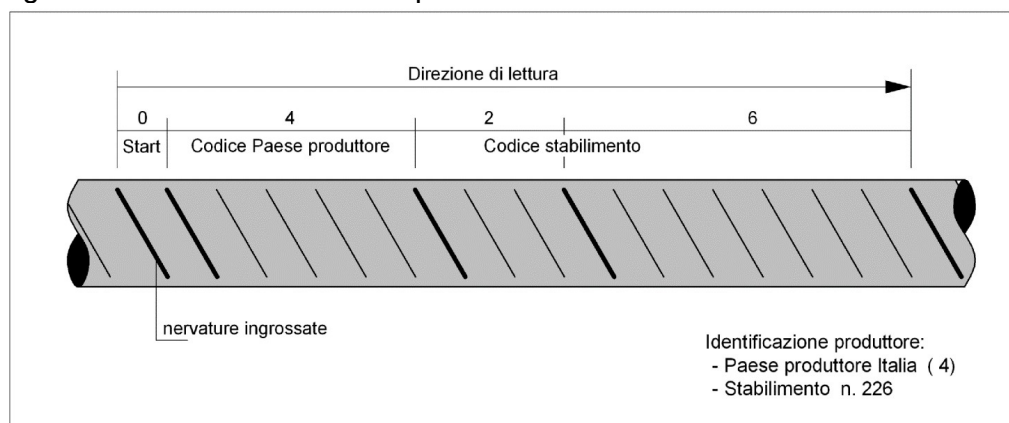 Direzione di lettura
0 4 2 6
Start Codice Paese produttore Codice stabilimento
nervature ingrossate
Identificazione produttore:
- Paese produttore Italia ( 4)
- Stabilimento n. 226